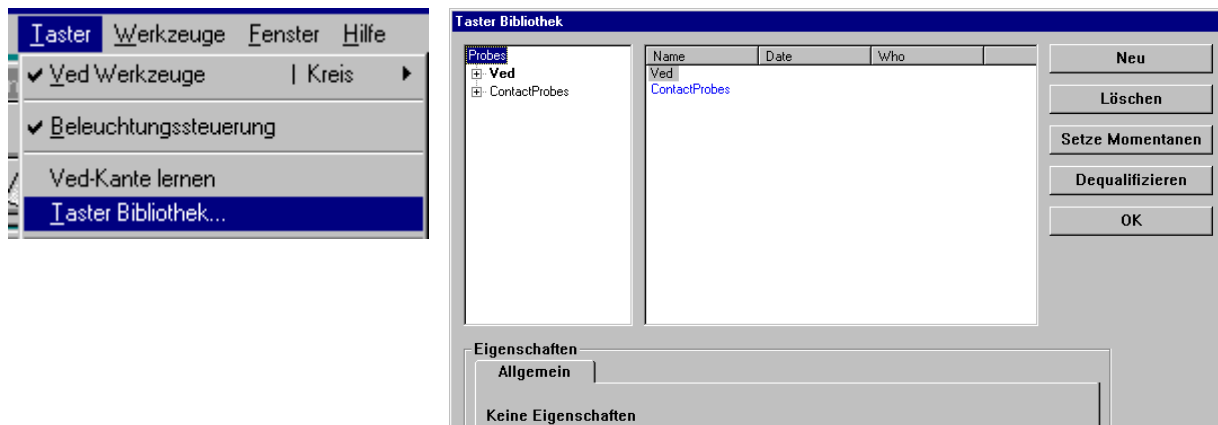 Taster Werkzeuge Fenster Hilfe
Ved Werkzeuge | Kreis
Beleuchtungssteuerung
Ved-Kante lernen
Taster Bibliothek...
Taster Bibliothek
Probes
Ved
ContactProbes
Name Date Who
Ved
ContactProbes
Neu
Löschen
Setze Momentanen
Dequalifizieren
OK
Eigenschaften
Allgemein
Keine Eigenschaften